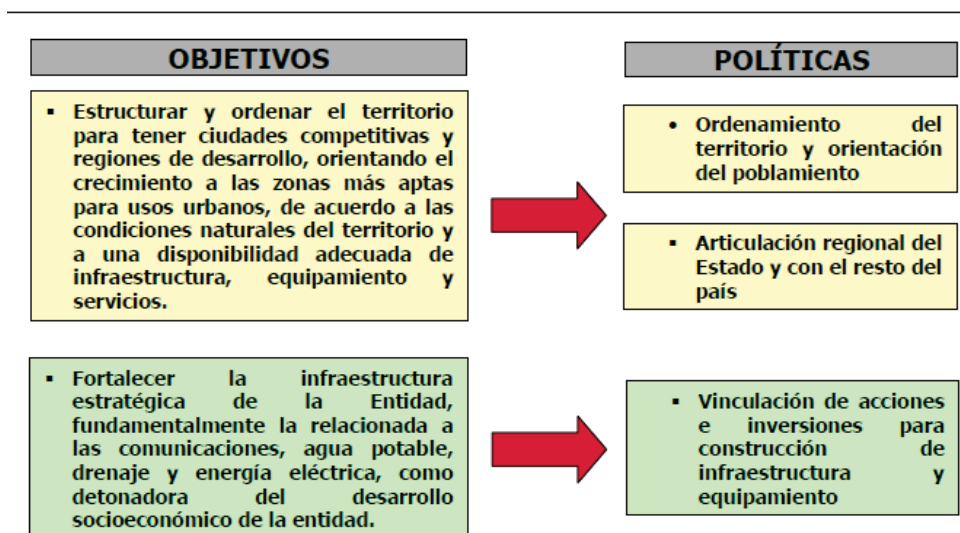 OBJETIVOS
▪ Estructurar y ordenar el territorio
para tener ciudades competitivas y
regiones de desarrollo, orientando el
crecimiento a las zonas más aptas
para usos urbanos, de acuerdo a las
condiciones naturales del territorio y
a una disponibilidad adecuada de
infraestructura, equipamiento y
servicios.
▪ Fortalecer la infraestructura
estratégica de la Entidad,
fundamentalmente la relacionada a
las comunicaciones, agua potable,
drenaje y energía eléctrica, como
detonadora del desarrollo
socioeconómico de la entidad.
POLÍTICAS
• Ordenamiento del
territorio y orientación
del poblamiento
▪ Articulación regional del
Estado y con el resto del
país
▪ Vinculación de acciones
e inversiones para
construcción de
infraestructura y
equipamiento